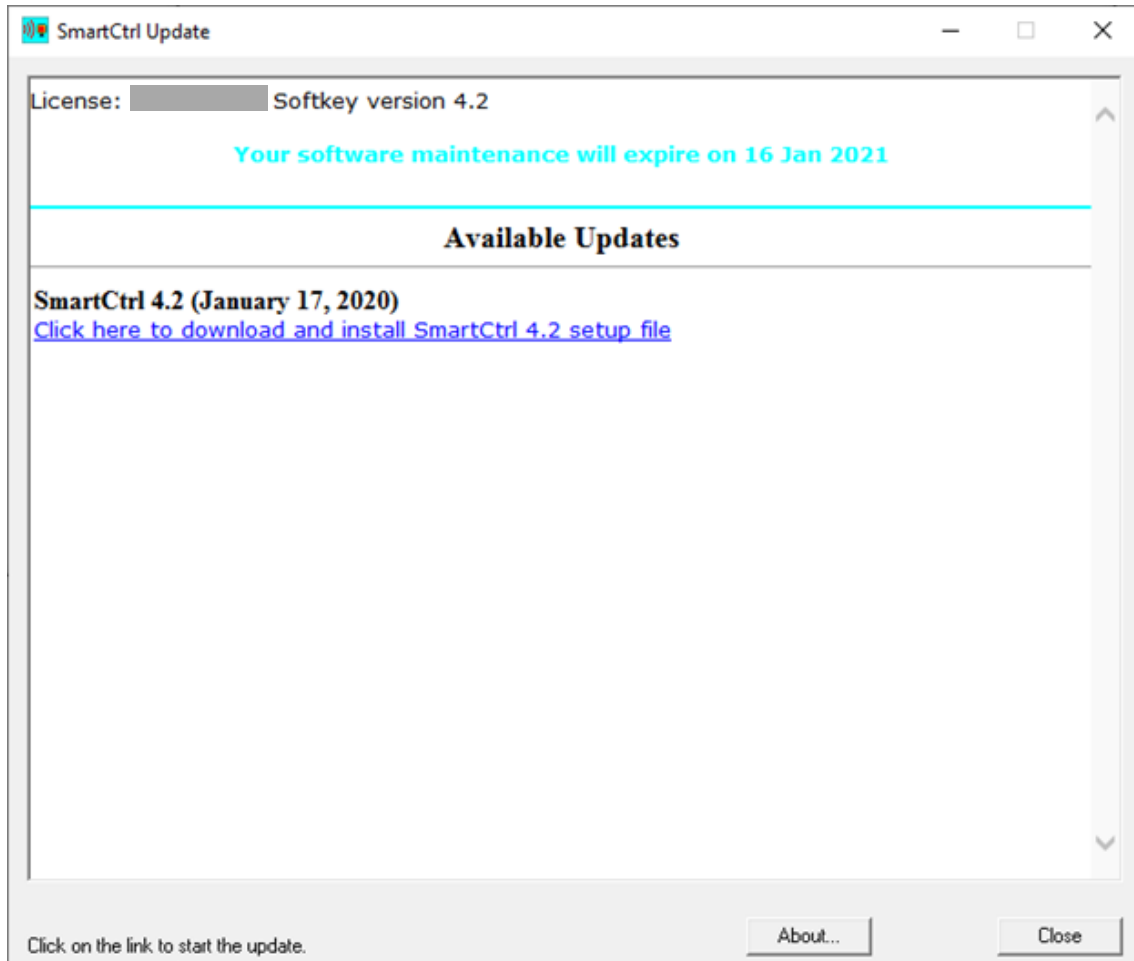 SmartCtrl Update
License: Softkey version 4.2
Your software maintenance will expire on 16 Jan 2021
Available Updates
SmartCtrl 4.2 (January 17, 2020)
Click here to download and install SmartCtrl 4.2 setup file
Click on the link to start the update.
About...
Close